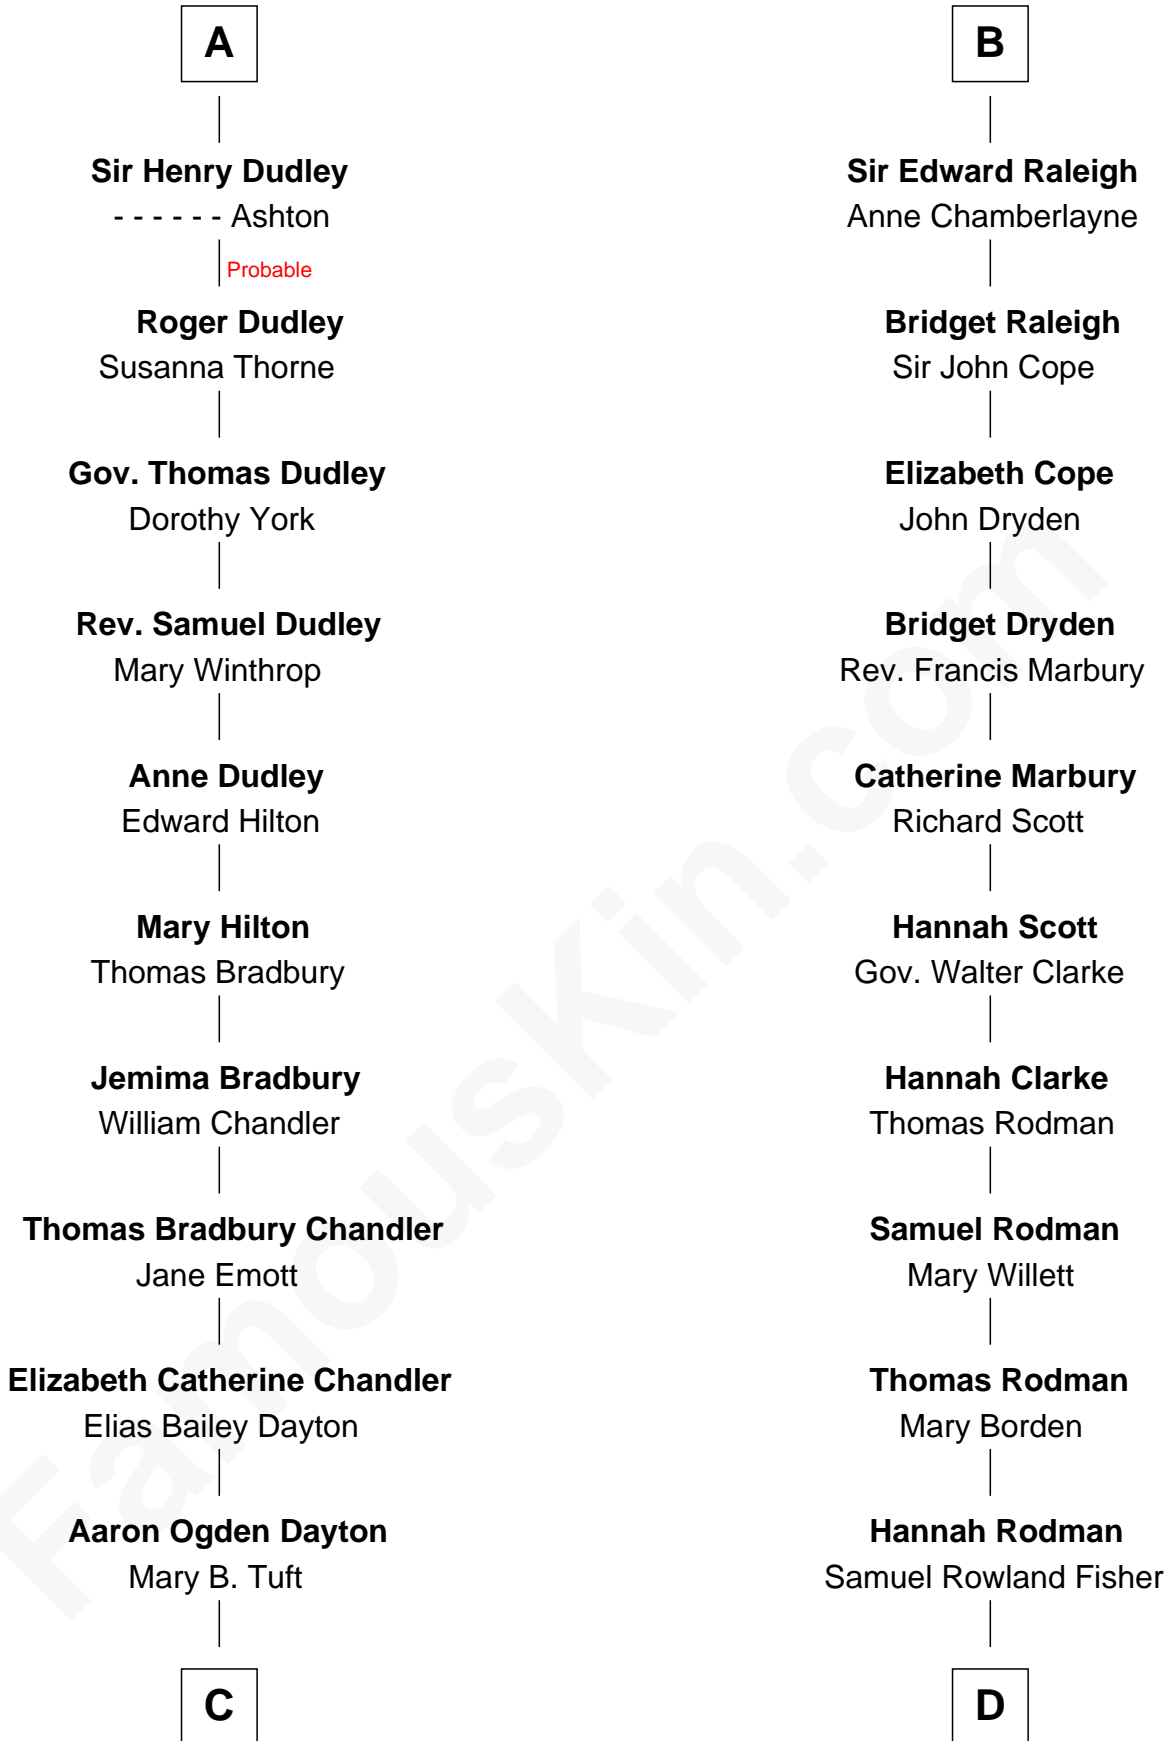 A
Sir Henry Dudley
- - - - - - Ashton
Probable
Roger Dudley
Susanna Thorne
Gov. Thomas Dudley
Dorothy York
Rev. Samuel Dudley
Mary Winthrop
Anne Dudley
Edward Hilton
Mary Hilton
Thomas Bradbury
Jemima Bradbury
William Chandler
Thomas Bradbury Chandler
Jane Emott
Elizabeth Catherine Chandler
Elias Bailey Dayton
Aaron Ogden Dayton
Mary B. Tuft
C
B
Sir Edward Raleigh
Anne Chamberlayne
Bridget Raleigh
Sir John Cope
Elizabeth Cope
John Dryden
Bridget Dryden
Rev. Francis Marbury
Catherine Marbury
Richard Scott
Hannah Scott
Gov. Walter Clarke
Hannah Clarke
Thomas Rodman
Samuel Rodman
Mary Willett
Thomas Rodman
Mary Borden
Hannah Rodman
Samuel Rowland Fisher
D
FamousKin.com